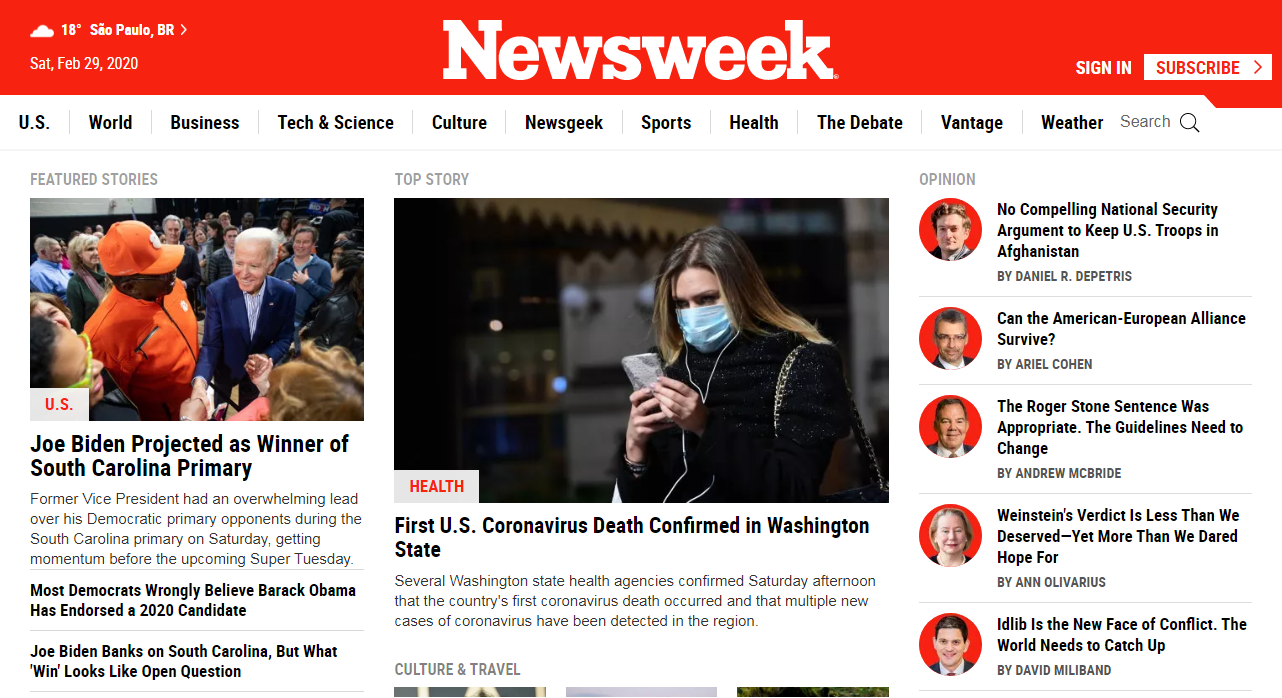 18° São Paulo, BR
Sat, Feb 29, 2020
Newsweek
SIGN IN
SUBSCRIBE
U.S. World Business Tech & Science Culture Newsgeek Sports Health The Debate Vantage Weather Search
FEATURED STORIES
U.S.
Joe Biden Projected as Winner of
South Carolina Primary
Former Vice President had an overwhelming lead
over his Democratic primary opponents during the
South Carolina primary on Saturday, getting
momentum before the upcoming Super Tuesday.
Most Democrats Wrongly Believe Barack Obama
Has Endorsed a 2020 Candidate
Joe Biden Banks on South Carolina, But What
'Win' Looks Like Open Question
TOP STORY
HEALTH
First U.S. Coronavirus Death Confirmed in Washington
State
Several Washington state health agencies confirmed Saturday afternoon
that the country's first coronavirus death occurred and that multiple new
cases of coronavirus have been detected in the region.
CULTURE & TRAVEL
OPINION
No Compelling National Security
Argument to Keep U.S. Troops in
Afghanistan
BY DANIEL R. DEPETRIS
Can the American-European Alliance
Survive?
BY ARIEL COHEN
The Roger Stone Sentence Was
Appropriate. The Guidelines Need to
Change
BY ANDREW MCBRIDE
Weinstein's Verdict Is Less Than We
Deserved—Yet More Than We Dared
Hope For
BY ANN OLIVARIUS
Idlib Is the New Face of Conflict. The
World Needs to Catch Up
BY DAVID MILIBAND